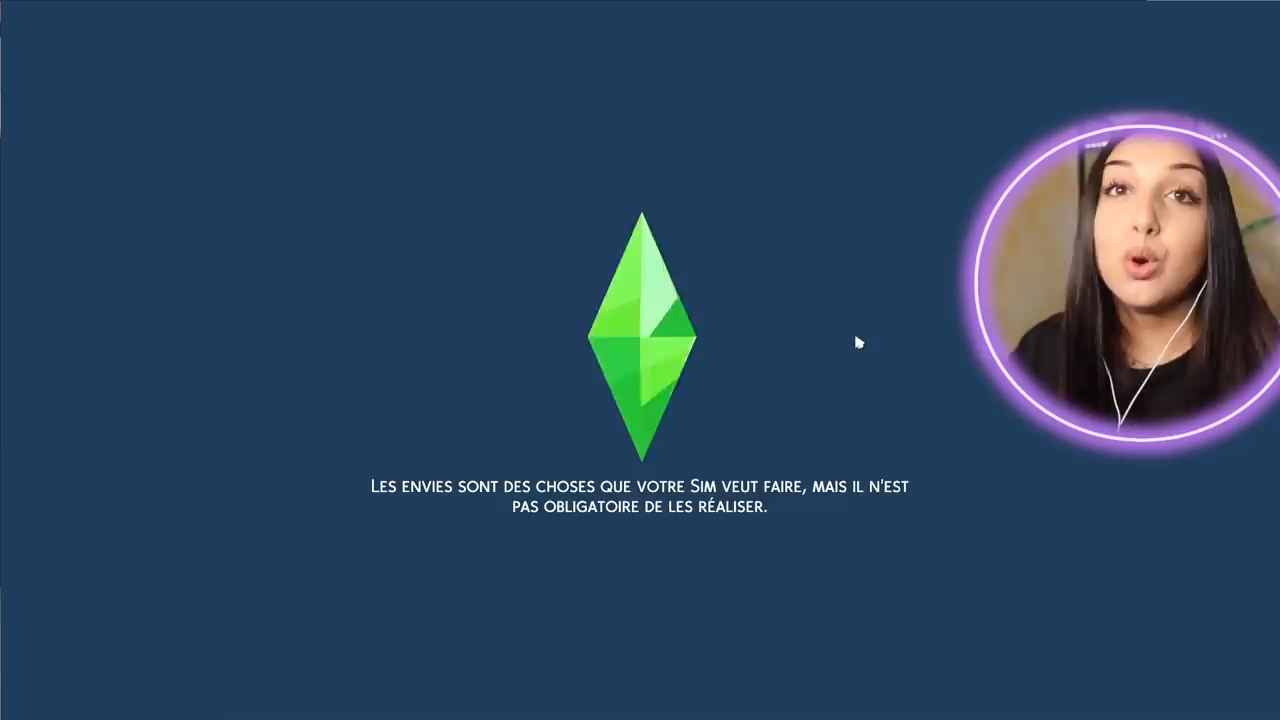 Les envies sont des choses que votre Sim veut faire, mais il n'est
pas obligatoire de les réaliser.